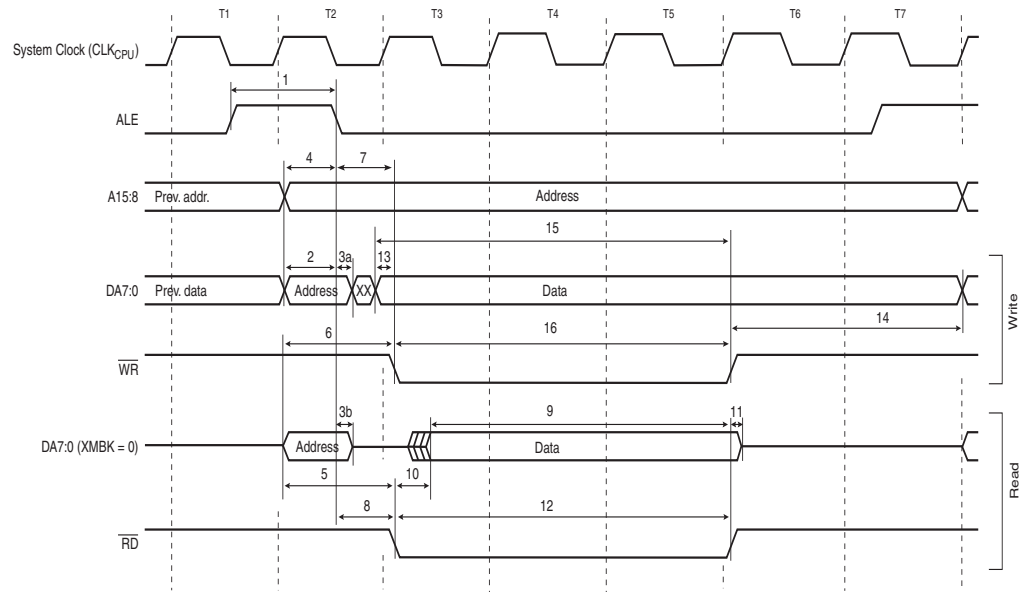 T1 T2 T3 T4 T5 T6 T7
System Clock (CLKCPU)
1
ALE
4 7
A15:8 Prev. addr. Address
15
2 3a 13
DA7:0 Prev. data Address XX Data
14
6 16
WR
Write
3b 9 11
DA7:0 (XMBK = 0) Address Data
5 10
8 12
RD
Read